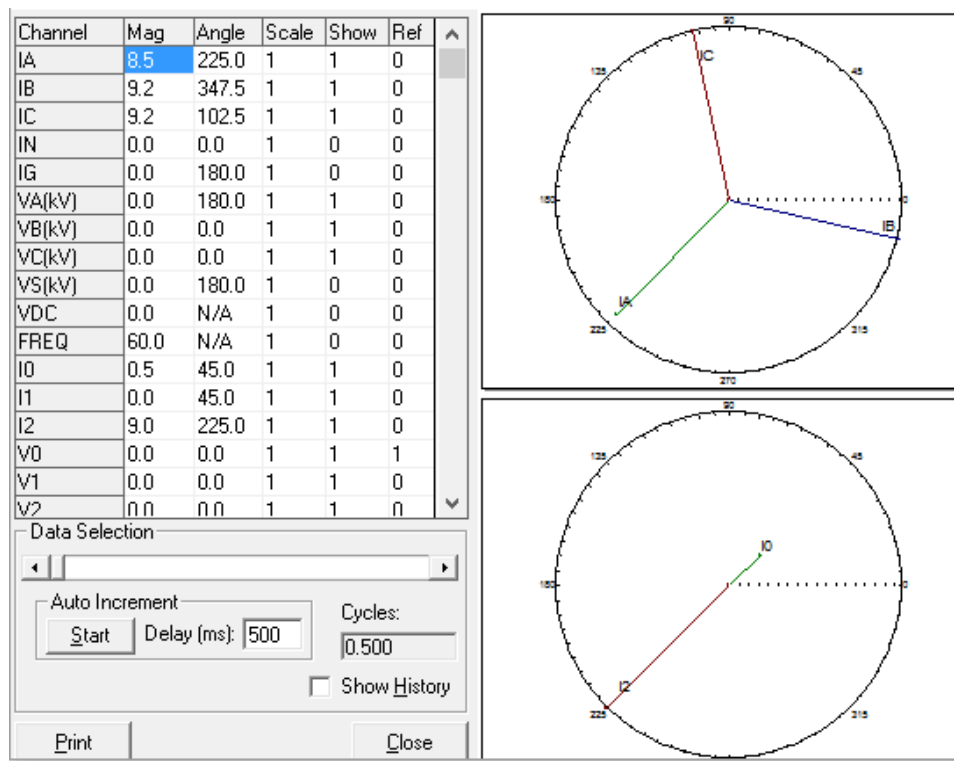 Channel Mag Angle Scale Show Ref
IA 8.5 225.0 1 1 0
IB 9.2 347.5 1 1 0
IC 9.2 102.5 1 1 0
IN 0.0 0.0 1 0 0
IG 0.0 180.0 1 0 0
VA(kV) 0.0 180.0 1 1 0
VB(kV) 0.0 0.0 1 1 0
VC(kV) 0.0 0.0 1 1 0
VS(kV) 0.0 180.0 1 0 0
VDC 0.0 N/A 1 0 0
FREQ 60.0 N/A 1 0 0
I0 0.5 45.0 1 1 0
I1 0.0 45.0 1 1 0
I2 9.0 225.0 1 1 0
V0 0.0 0.0 1 1 1
V1 0.0 0.0 1 1 0
V2 0.0 0.0 1 1 0
Data Selection
Auto Increment
Start Delay (ms): 500
Cycles:
0.500
Show History
Print Close
90
IC
135
45
180
0
IB
IA
225
315
270
90
135
45
I0
180
0
I2
225
315